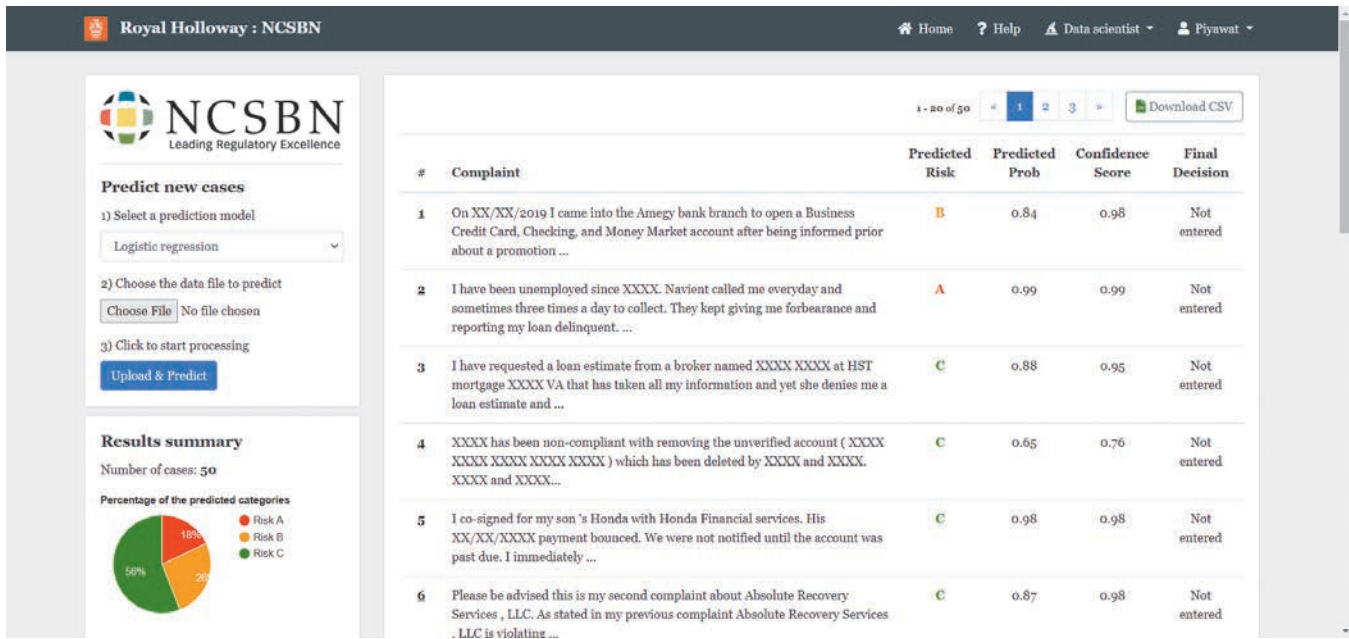 Royal Holloway : NCSBN
Home
? Help
Data scientist
Piyawat
NCSBN
Leading Regulatory Excellence
Predict new cases
1) Select a prediction model
Logistic regression
2) Choose the data file to predict
Choose File No file chosen
3) Click to start processing
Upload & Predict
Results summary
Number of cases: 50
Percentage of the predicted categories
Risk A
Risk B
Risk C
18%
56%
1 - 20 of 50 « 1 2 3 » Download CSV
# Complaint Predicted Risk Predicted Prob Confidence Score Final Decision
1 On XX/XX/2019 I came into the Amegy bank branch to open a Business B 0.84 0.98 Not
Credit Card, Checking, and Money Market account after being informed prior entered
about a promotion ...
2 I have been unemployed since XXXX. Navient called me everyday and A 0.99 0.99 Not
sometimes three times a day to collect. They kept giving me forbearance and entered
reporting my loan delinquent. ...
3 I have requested a loan estimate from a broker named XXXX XXXX at HST C 0.88 0.95 Not
mortgage XXXX VA that has taken all my information and yet she denies me a entered
loan estimate and ...
4 XXXX has been non-compliant with removing the unverified account ( XXXX C 0.65 0.76 Not
XXXX XXXX XXXX XXXX ) which has been deleted by XXXX and XXXX. entered
XXXX and XXXX...
5 I co-signed for my son 's Honda with Honda Financial services. His C 0.98 0.98 Not
XX/XX/XXXX payment bounced. We were not notified until the account was entered
past due. I immediately ...
6 Please be advised this is my second complaint about Absolute Recovery C 0.87 0.98 Not
Services , LLC. As stated in my previous complaint Absolute Recovery Services entered
, LLC is violating ...